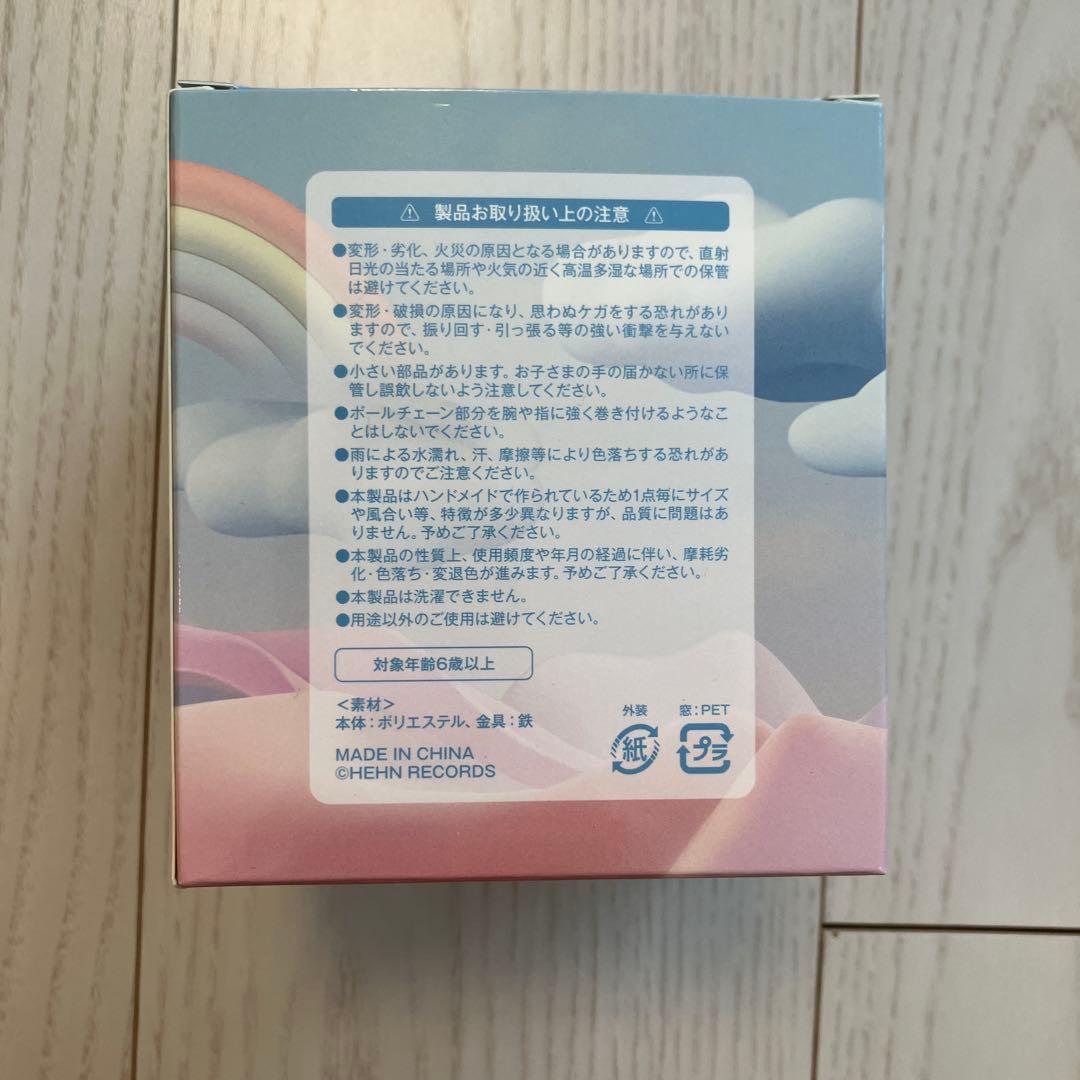 ⚠ 製品お取り扱い上の注意 ⚠
●変形・劣化、火災の原因となる場合がありますので、直射
日光の当たる場所や火気の近く高温多湿な場所での保管
は避けてください。
●変形・破損の原因になり、思わぬケガをする恐れがあり
ますので、振り回す・引っ張る等の強い衝撃を与えない
でください。
●小さい部品があります。お子さまの手の届かない所に保
管し誤飲しないよう注意してください。
●ボールチェーン部分を腕や指に強く巻き付けるようなこ
とはしないでください。
●雨による水濡れ、汗、摩擦等により色落ちする恐れがあ
りますのでご注意ください。
●本製品はハンドメイドで作られているため1点毎にサイズ
や風合い等、特徴が多少異なりますが、品質に問題はあ
りません。予めご了承ください。
●本製品の性質上、使用頻度や年月の経過に伴い、摩耗劣
化・色落ち・変退色が進みます。予めご了承ください。
●本製品は洗濯できません。
●用途以外のご使用は避けてください。
対象年齢6歳以上
＜素材＞
本体：ポリエステル、金具：鉄
MADE IN CHINA
©HEHN RECORDS
外装 窓：PET
紙 プラ